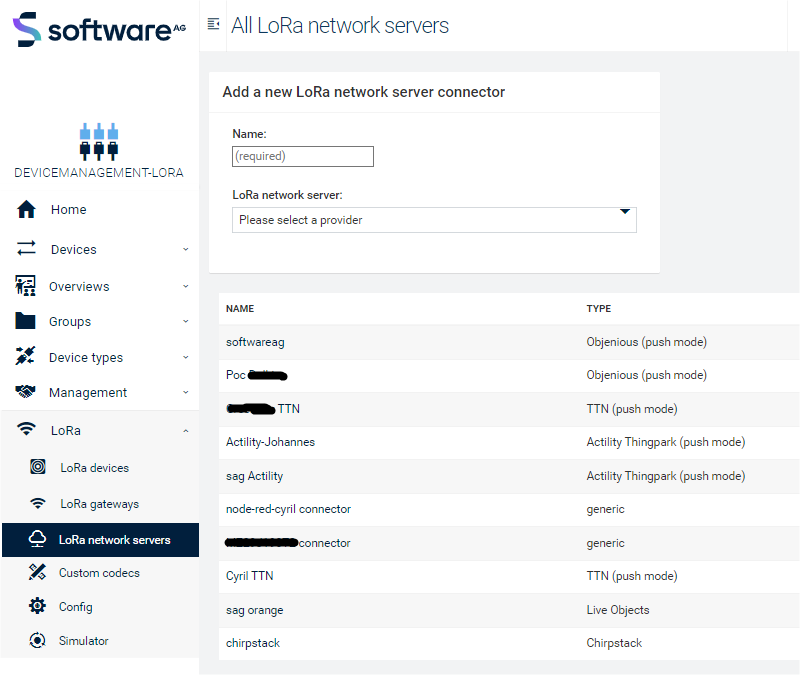 software AG
All LoRa network servers
Add a new LoRa network server connector
Name:
(required)
LoRa network server:
Please select a provider
DEVICEMANAGEMENT-LORA
Home
Devices
Overviews
Groups
Device types
Management
LoRa
LoRa devices
LoRa gateways
LoRa network servers
Custom codecs
Config
Simulator
NAME TYPE
softwareag Objenious (push mode)
Poc Objenious (push mode)
TTN TTN (push mode)
Actility-Johannes Actility Thingpark (push mode)
sag Actility Actility Thingpark (push mode)
node-red-cyril connector generic
connector generic
Cyril TTN TTN (push mode)
sag orange Live Objects
chirpstack Chirpstack